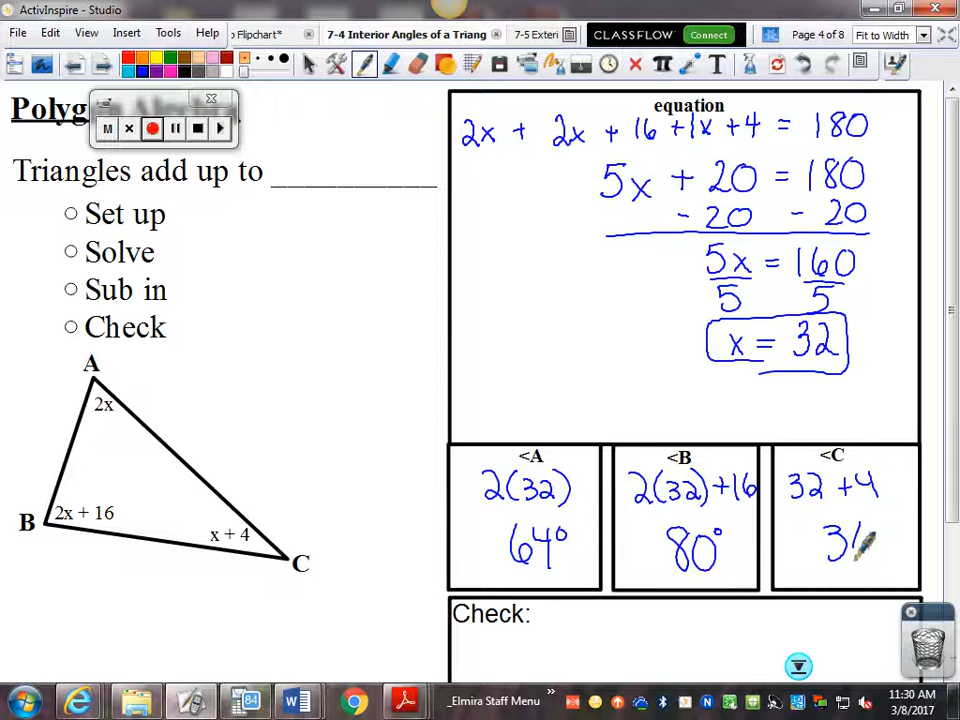 ActivInspire - Studio
File Edit View Insert Tools Help
Flipchart* 7-4 Interior Angles of a Triang 7-5 Exteri CLASSFLOW Connect Page 4 of 8 Fit to Width
M
Triangles add up to ___________
○ Set up
○ Solve
○ Sub in
○ Check
A
2x
B 2x + 16
x + 4 C
equation
2x + 2x + 16 + 1x + 4 = 180
5x + 20 = 180
- 20 - 20
5x = 160
5 5
x = 32
<A <B <C
2(32) 2(32)+16 32 + 4
64° 80° 36
Check:
84 _Elmira Staff Menu » 11:30 AM
3/8/2017